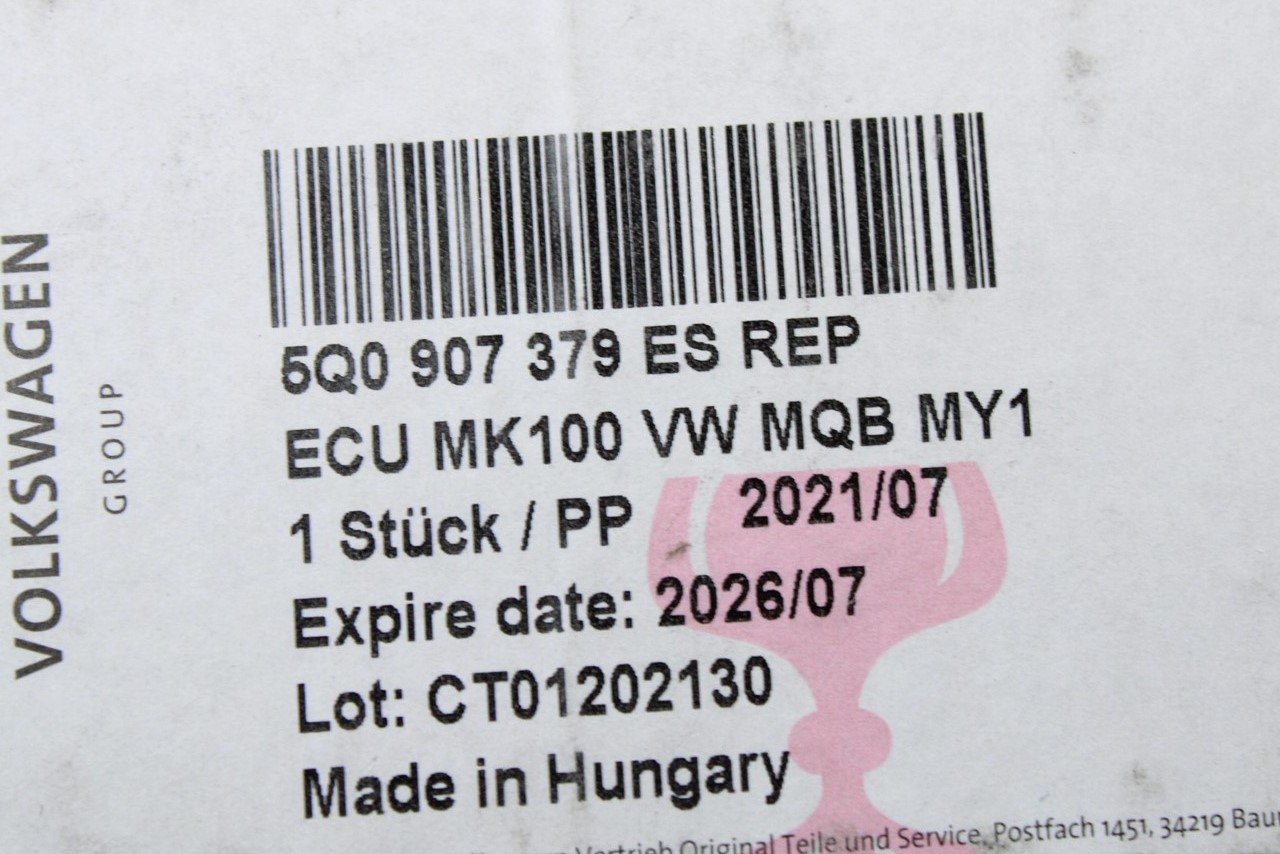 VOLKSWAGEN
GROUP
5Q0 907 379 ES REP
ECU MK100 VW MQB MY1
1 Stück / PP 2021/07
Expire date: 2026/07
Lot: CT01202130
Made in Hungary
Vertrieb Original Teile und Service, Postfach 1451, 34219 Bau